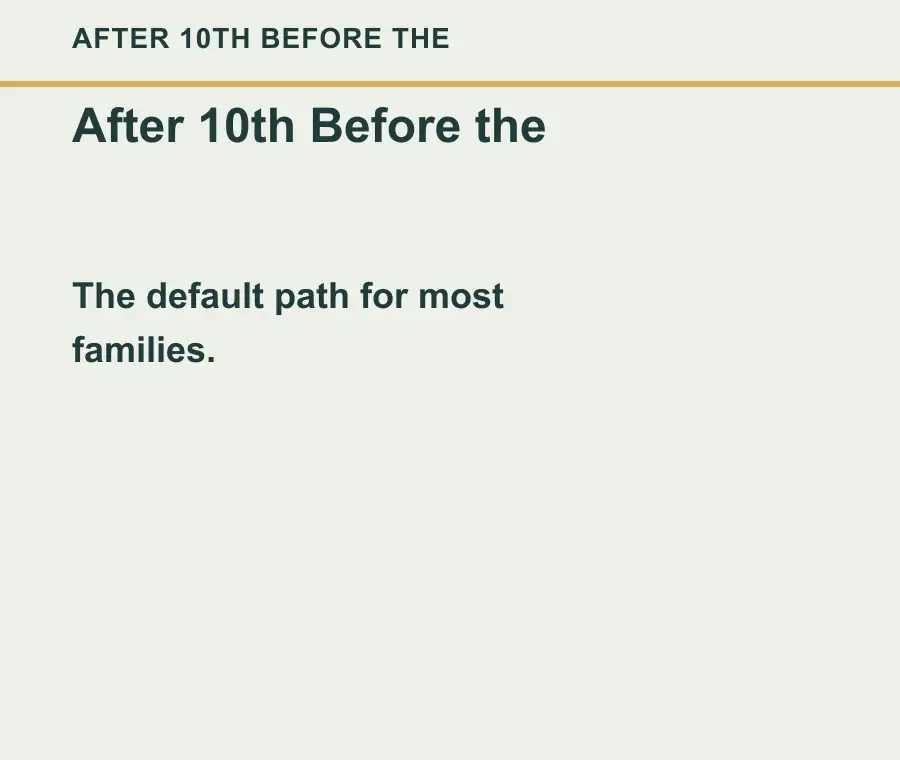 AFTER 10TH BEFORE THE
After 10th Before the
The default path for most
families.